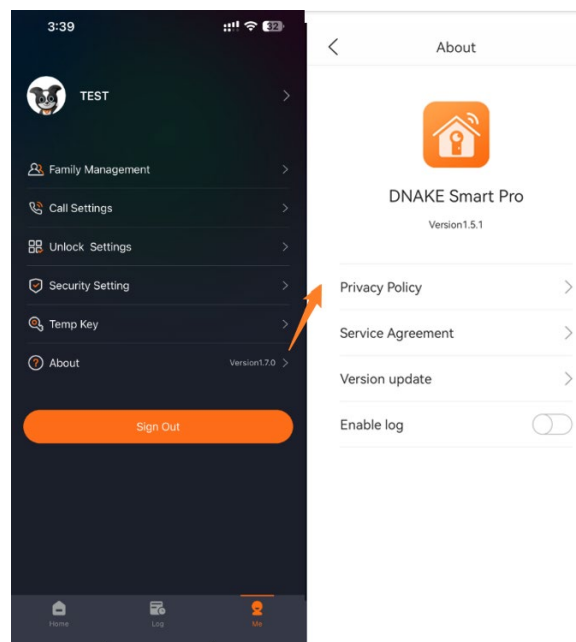 3:39
32
TEST
Family Management
Call Settings
Unlock Settings
Security Setting
Temp Key
About
Version1.7.0
Sign Out
Home
Log
Me
About
DNAKE Smart Pro
Version1.5.1
Privacy Policy
Service Agreement
Version update
Enable log